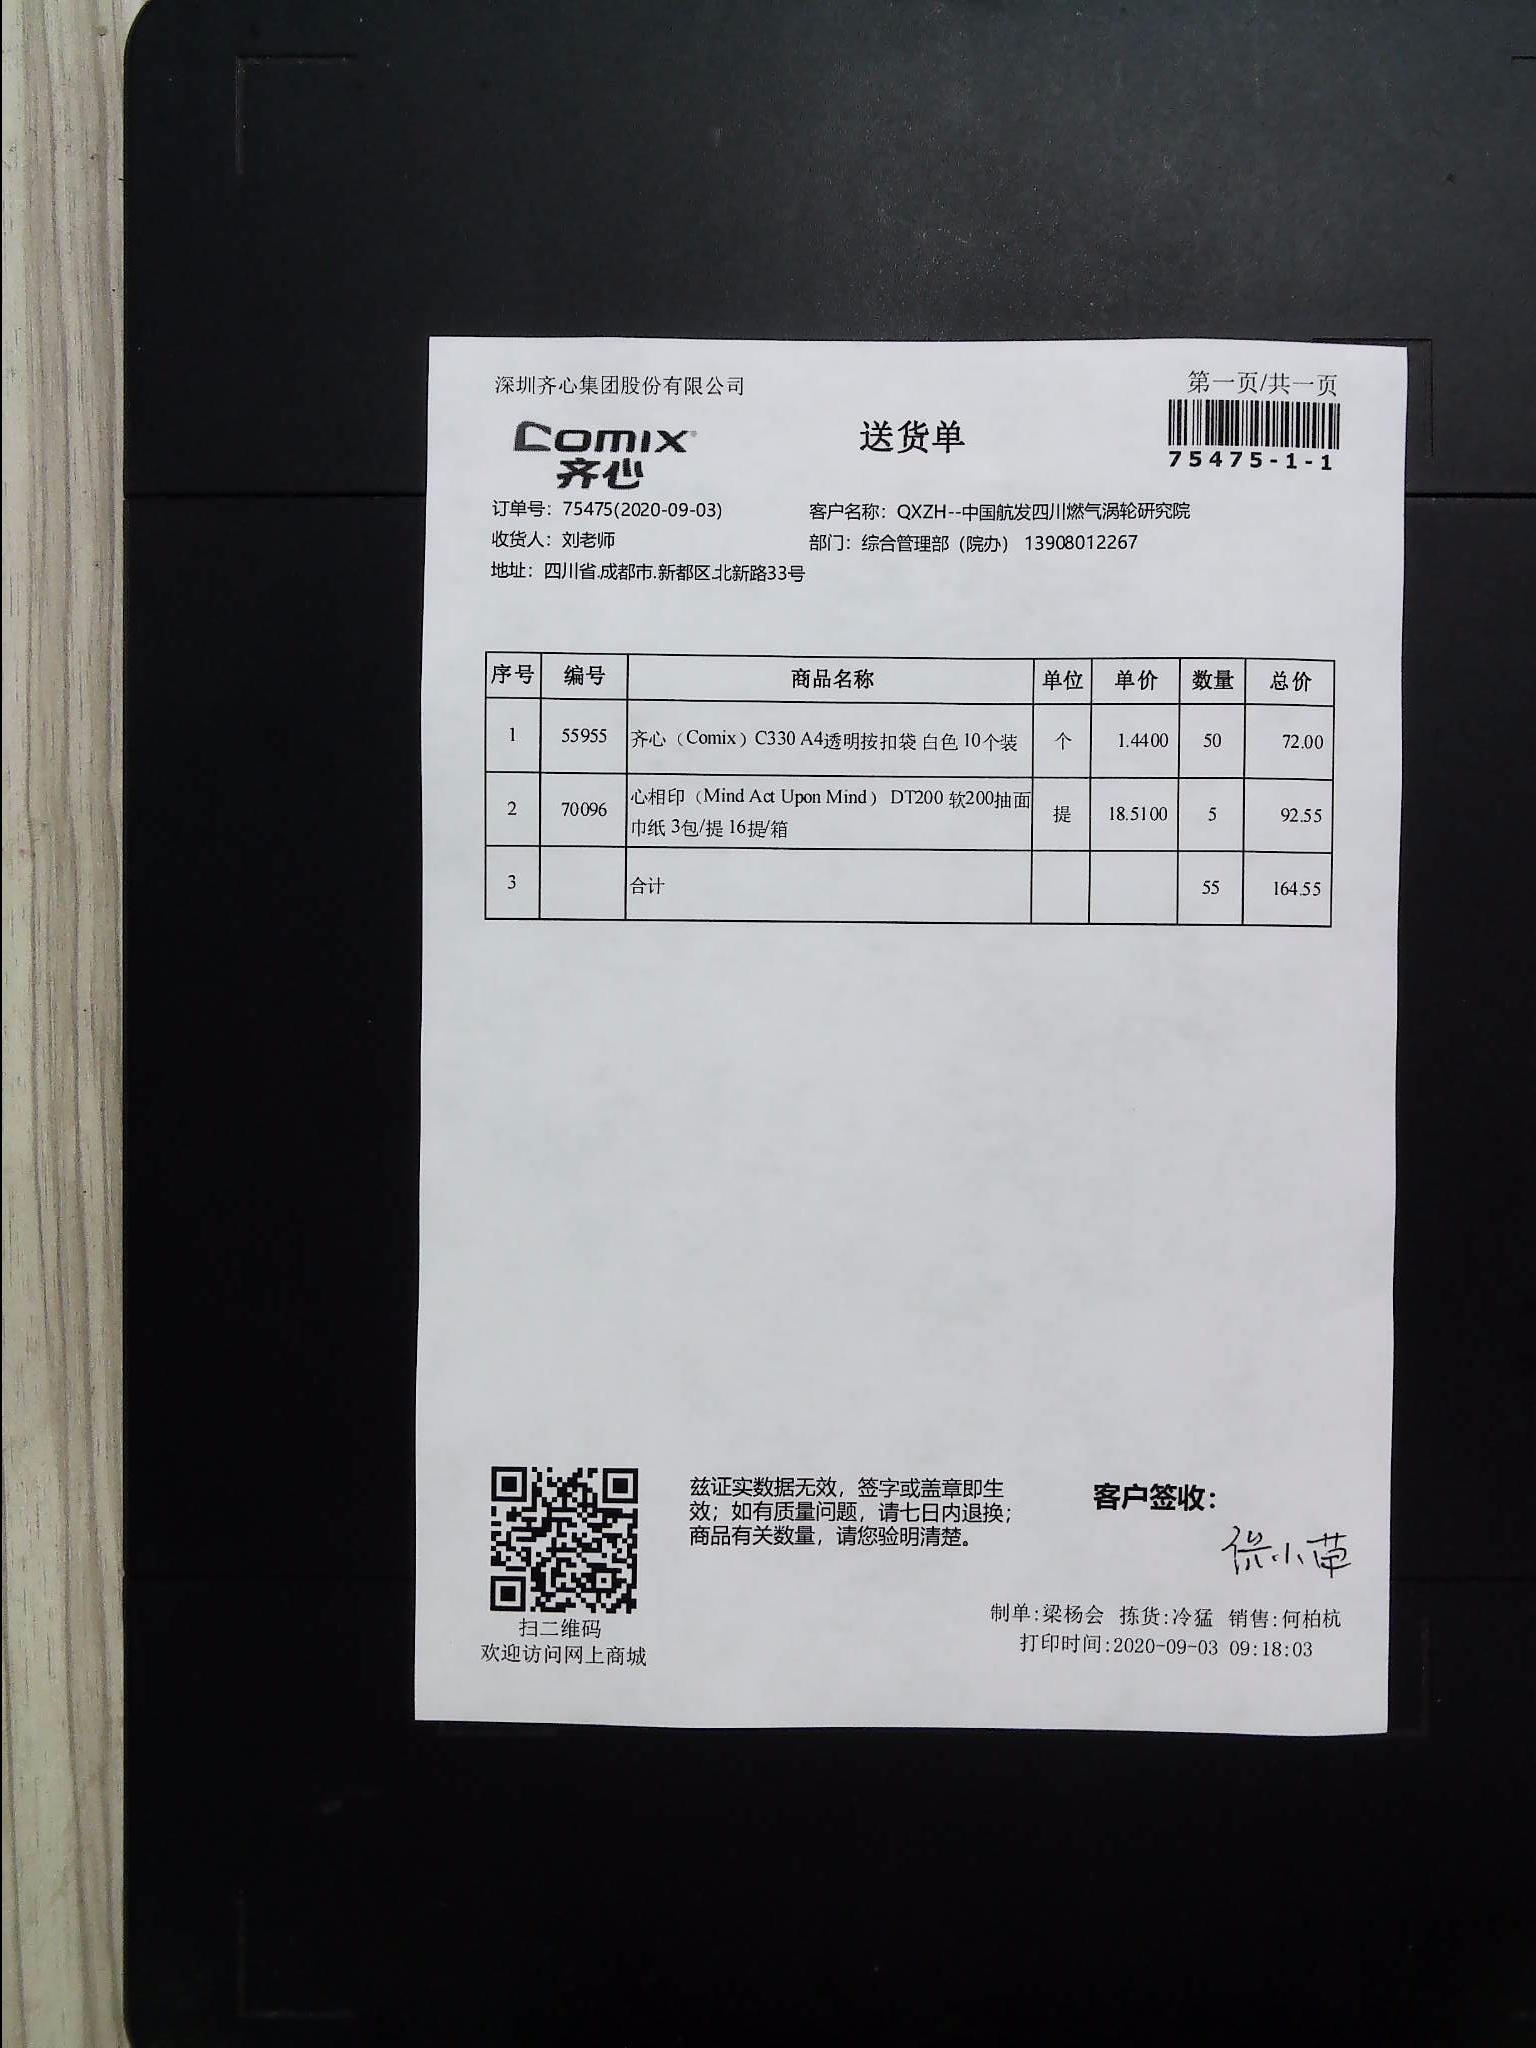 深圳齐心集团股份有限公司
第一页/共一页
Comix
齐心
送货单
75475-1-1
订单号：75475(2020-09-03)
客户名称：QXZH--中国航发四川燃气涡轮研究院
收货人：刘老师
部门：综合管理部（院办） 13908012267
地址：四川省.成都市.新都区.北新路33号
序号 编号 商品名称 单位 单价 数量 总价
1 55955 齐心（Comix）C330 A4透明按扣袋 白色 10个装 个 1.4400 50 72.00
2 70096 心相印（Mind Act Upon Mind） DT200 软200抽面
巾纸 3包/提 16提/箱 提 18.5100 5 92.55
3 合计 55 164.55
兹证实数据无效，签字或盖章即生
效；如有质量问题，请七日内退换；
商品有关数量，请您验明清楚。
客户签收：
扫二维码
欢迎访问网上商城
制单:梁杨会 拣货:冷猛 销售:何柏杭
打印时间:2020-09-03 09:18:03